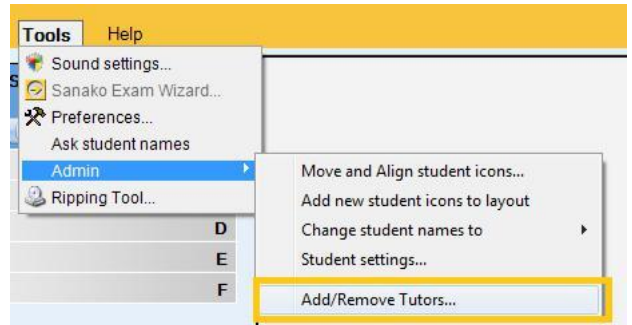 Tools Help
Sound settings...
S
Sanako Exam Wizard...
Preferences...
Ask student names
Admin
Ripping Tool...
Move and Align student icons...
Add new student icons to layout
Change student names to
Student settings...
Add/Remove Tutors...
D
E
F